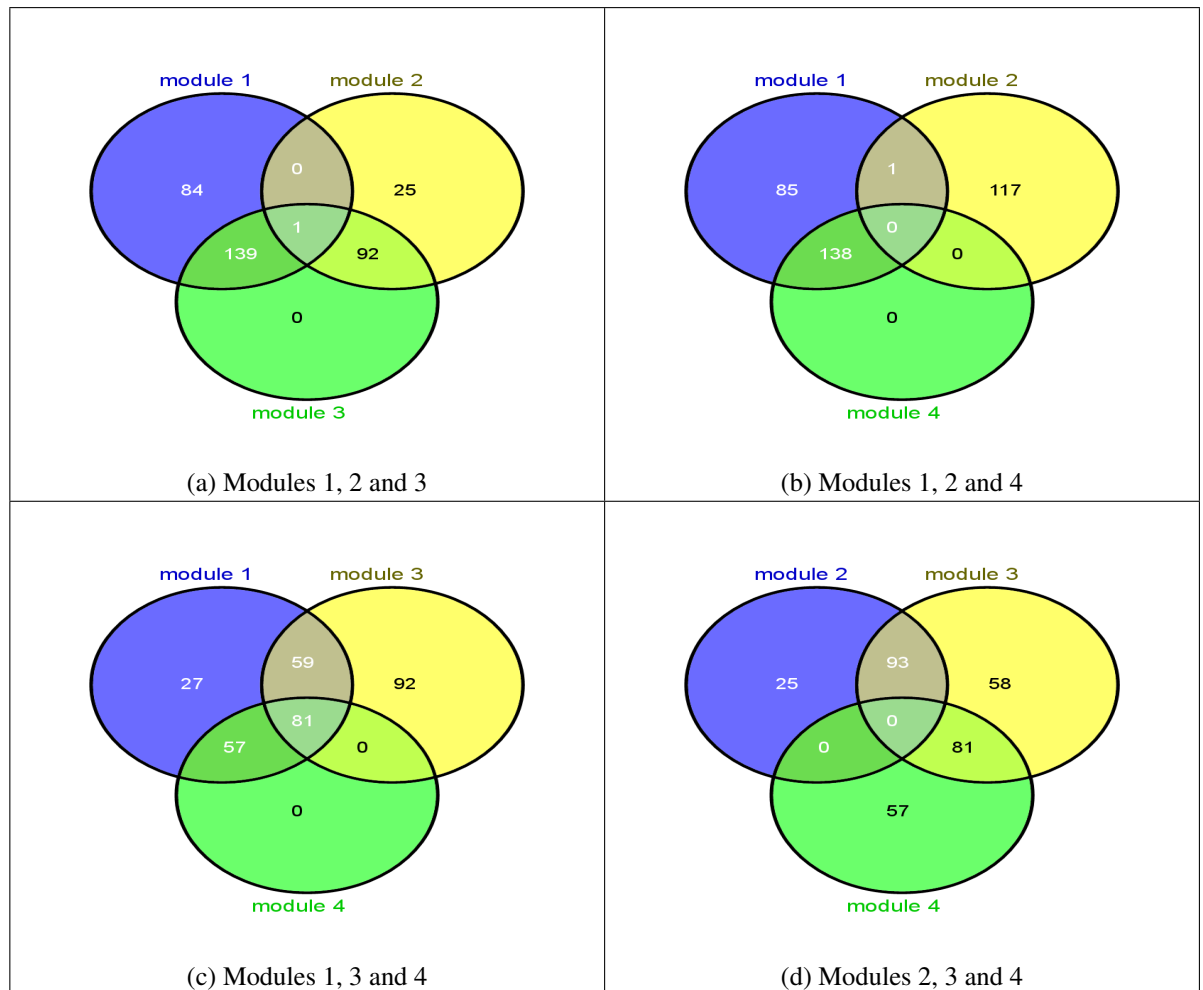 module 1
module 2
0
84
25
1
139
92
0
module 3
(a) Modules 1, 2 and 3
module 1
module 2
1
85
117
0
138
0
0
module 4
(b) Modules 1, 2 and 4
module 1
module 3
59
27
92
81
57
0
0
module 4
(c) Modules 1, 3 and 4
module 2
module 3
93
25
58
0
0
81
57
module 4
(d) Modules 2, 3 and 4